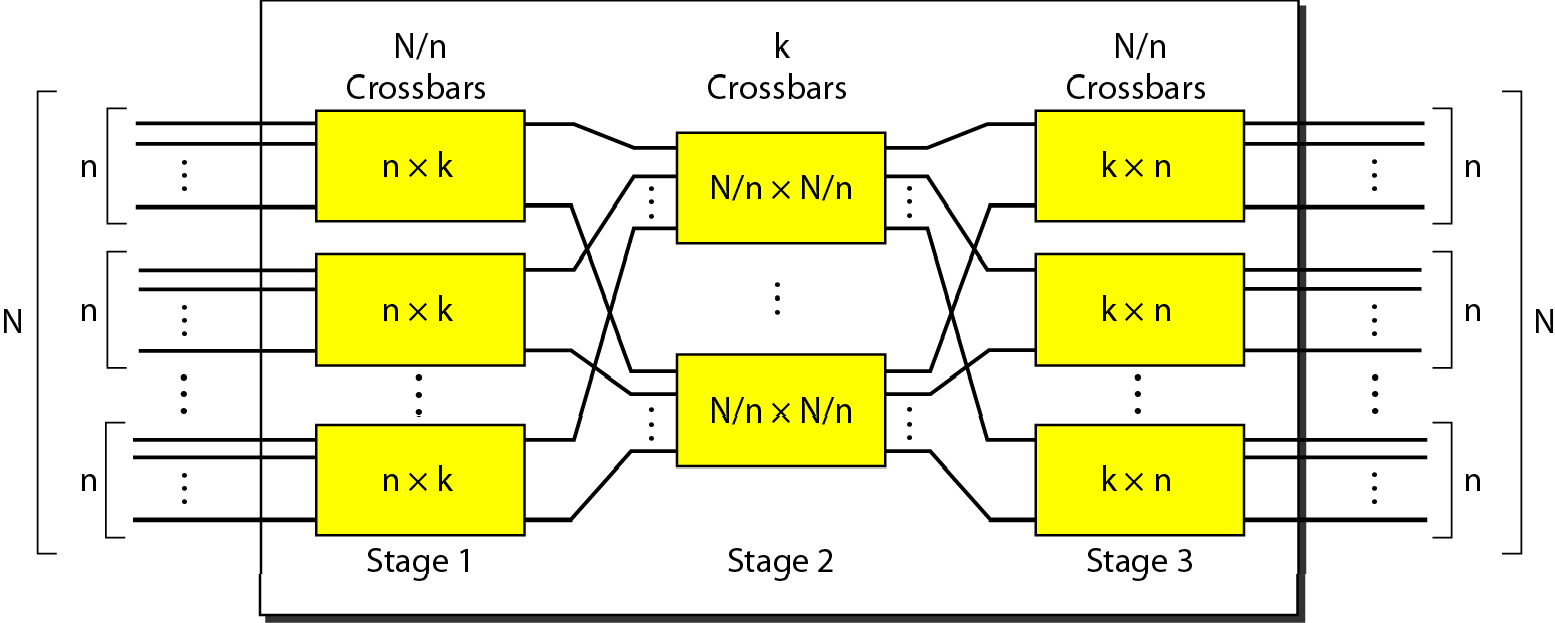 N/n
Crossbars
k
Crossbars
N/n
Crossbars
n
n × k
N/n × N/n
k × n
n
N
n
n × k
k × n
n
N
N/n × N/n
n
n × k
k × n
n
Stage 1
Stage 2
Stage 3